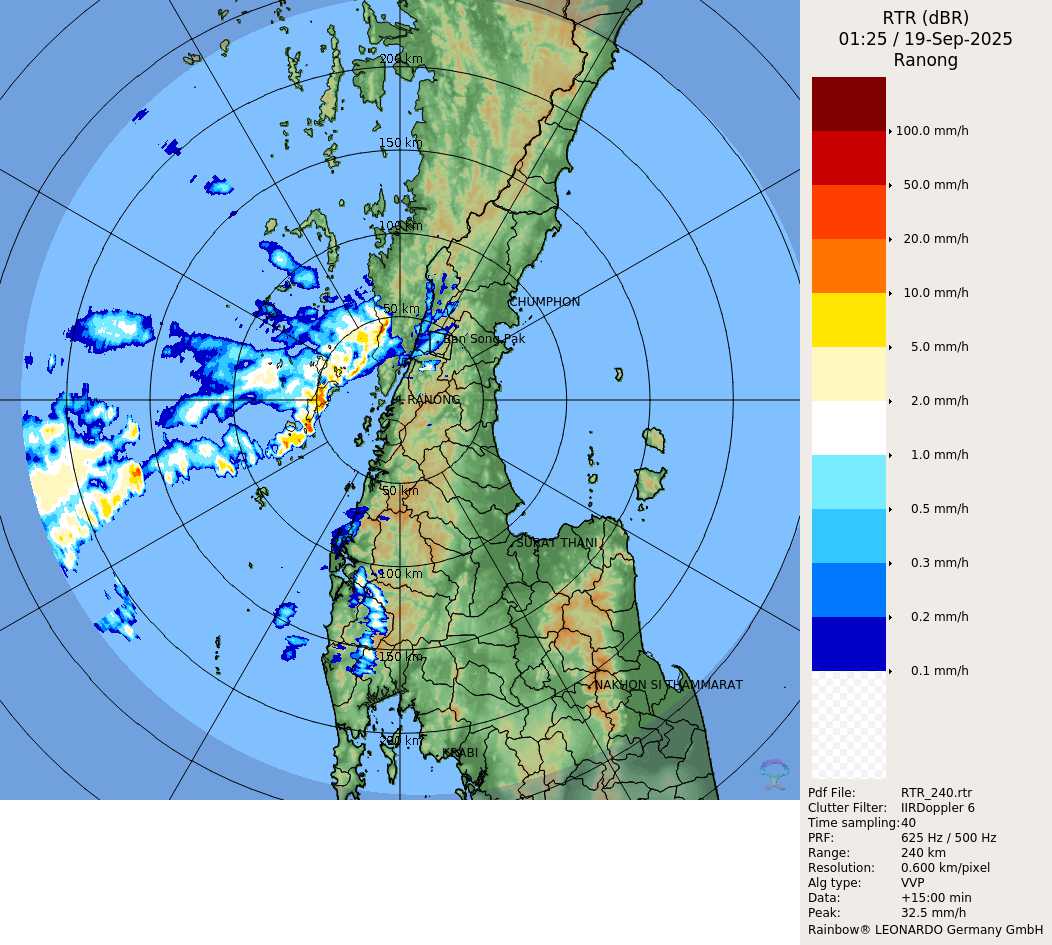 RTR (dBR)
01:25 / 19-Sep-2025
Ranong
200 km
150 km
100 km
50 km
CHUMPHON
Ban Song Pak
RANONG
50 km
SURAT THANI
100 km
150 km
NAKHON SI THAMMARAT
200 km
KRABI
100.0 mm/h
50.0 mm/h
20.0 mm/h
10.0 mm/h
5.0 mm/h
2.0 mm/h
1.0 mm/h
0.5 mm/h
0.3 mm/h
0.2 mm/h
0.1 mm/h
Pdf File: RTR_240.rtr
Clutter Filter: IIRDoppler 6
Time sampling: 40
PRF: 625 Hz / 500 Hz
Range: 240 km
Resolution: 0.600 km/pixel
Alg type: VVP
Data: +15:00 min
Peak: 32.5 mm/h
Rainbow® LEONARDO Germany GmbH